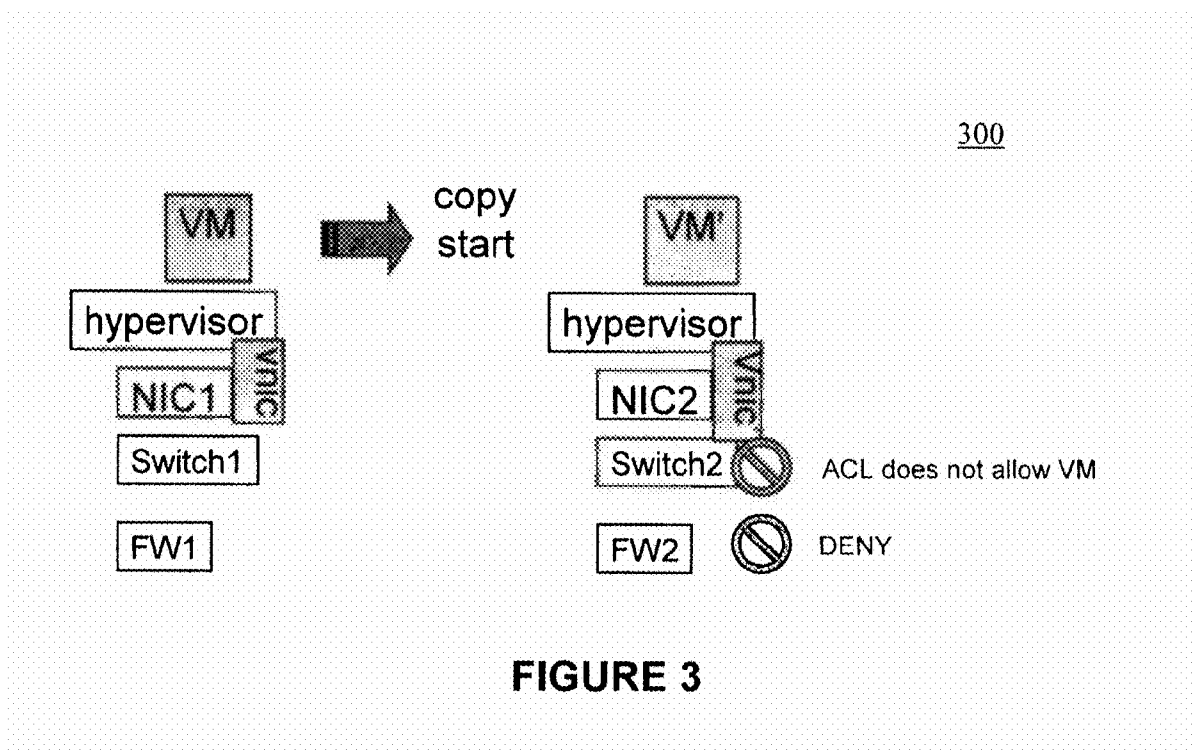 300
VM
copy
start
VM'
hypervisor
hypervisor
NIC1
vnic
NIC2
Vnic
Switch1
Switch2
ACL does not allow VM
FW1
FW2
DENY
FIGURE 3